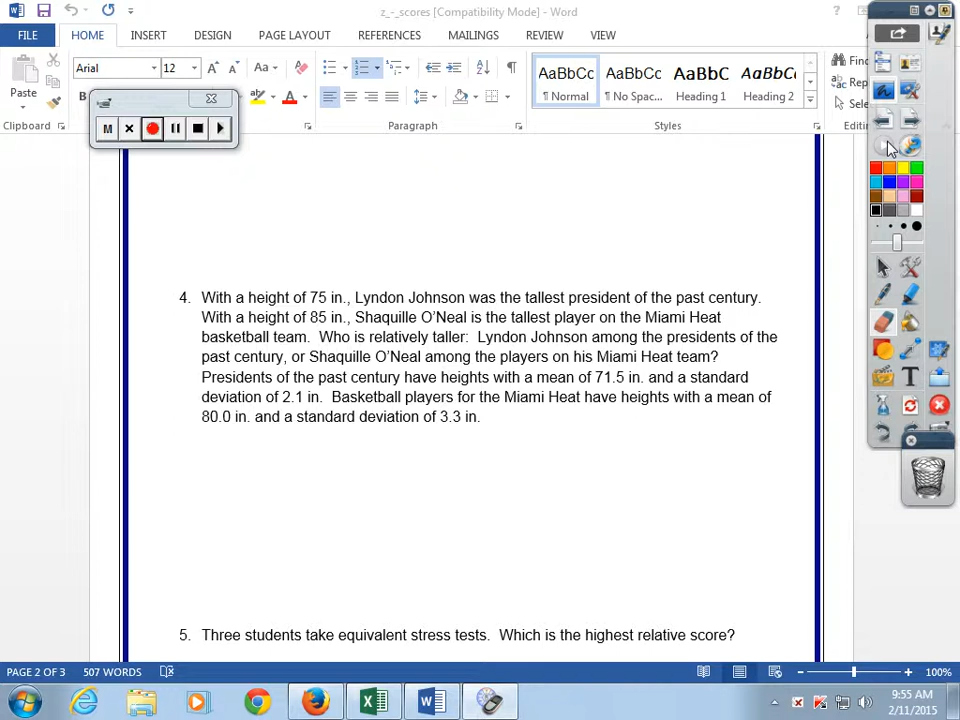 z_-_scores [Compatibility Mode] - Word
?
FILE HOME INSERT DESIGN PAGE LAYOUT REFERENCES MAILINGS REVIEW VIEW
Paste
Arial 12 A A Aa
B
A
AaBbCc AaBbCc AaBbC AaBbCc
¶ Normal ¶ No Spac... Heading 1 Heading 2
Clipboard Paragraph Styles
M
4. With a height of 75 in., Lyndon Johnson was the tallest president of the past century.
With a height of 85 in., Shaquille O’Neal is the tallest player on the Miami Heat
basketball team. Who is relatively taller: Lyndon Johnson among the presidents of the
past century, or Shaquille O’Neal among the players on his Miami Heat team?
Presidents of the past century have heights with a mean of 71.5 in. and a standard
deviation of 2.1 in. Basketball players for the Miami Heat have heights with a mean of
80.0 in. and a standard deviation of 3.3 in.
5. Three students take equivalent stress tests. Which is the highest relative score?
PAGE 2 OF 3 507 WORDS 100%
9:55 AM
2/11/2015